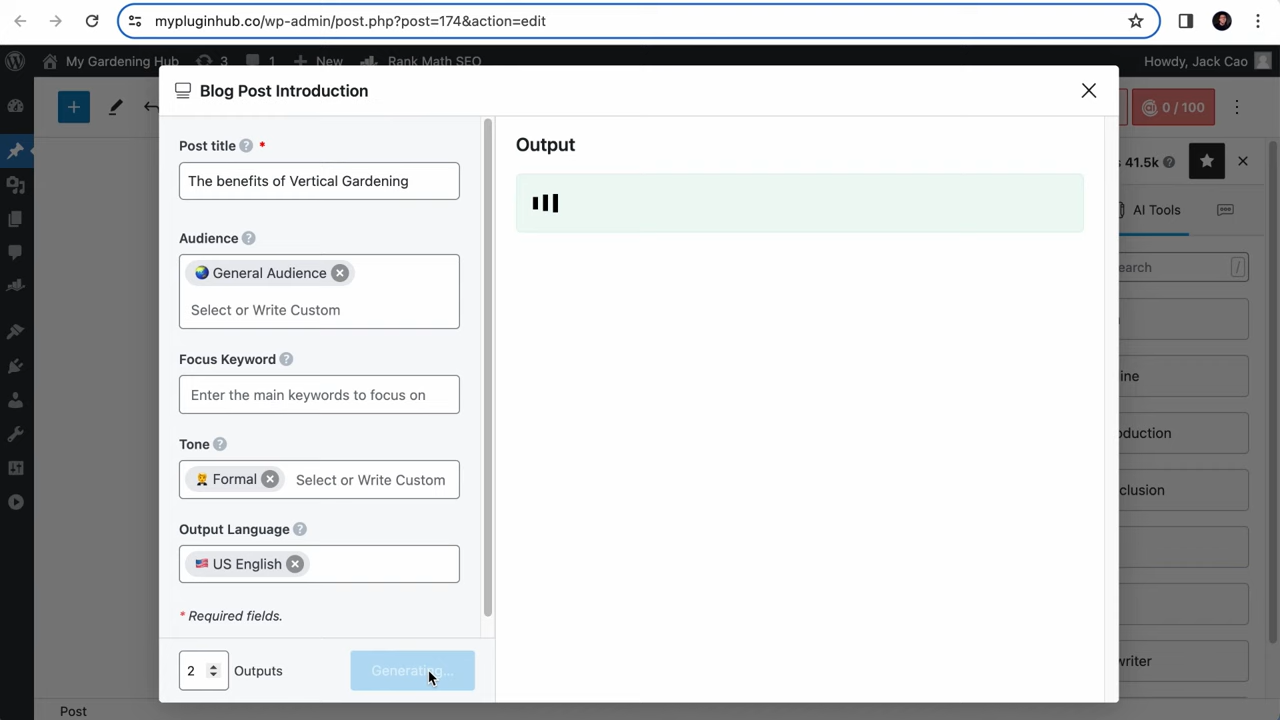 mypluginhub.co/wp-admin/post.php?post=174&action=edit
My Gardening Hub 3 1 New Rank Math SEO Howdy, Jack Cao
Blog Post Introduction
0 / 100
Post title ? *
The benefits of Vertical Gardening
Output
41.5k ?
AI Tools
Audience ?
General Audience
Select or Write Custom
earch /
Focus Keyword ?
Enter the main keywords to focus on
ine
oduction
Tone ?
Formal Select or Write Custom
clusion
Output Language ?
US English
* Required fields.
2 Outputs Generating...
writer
Post